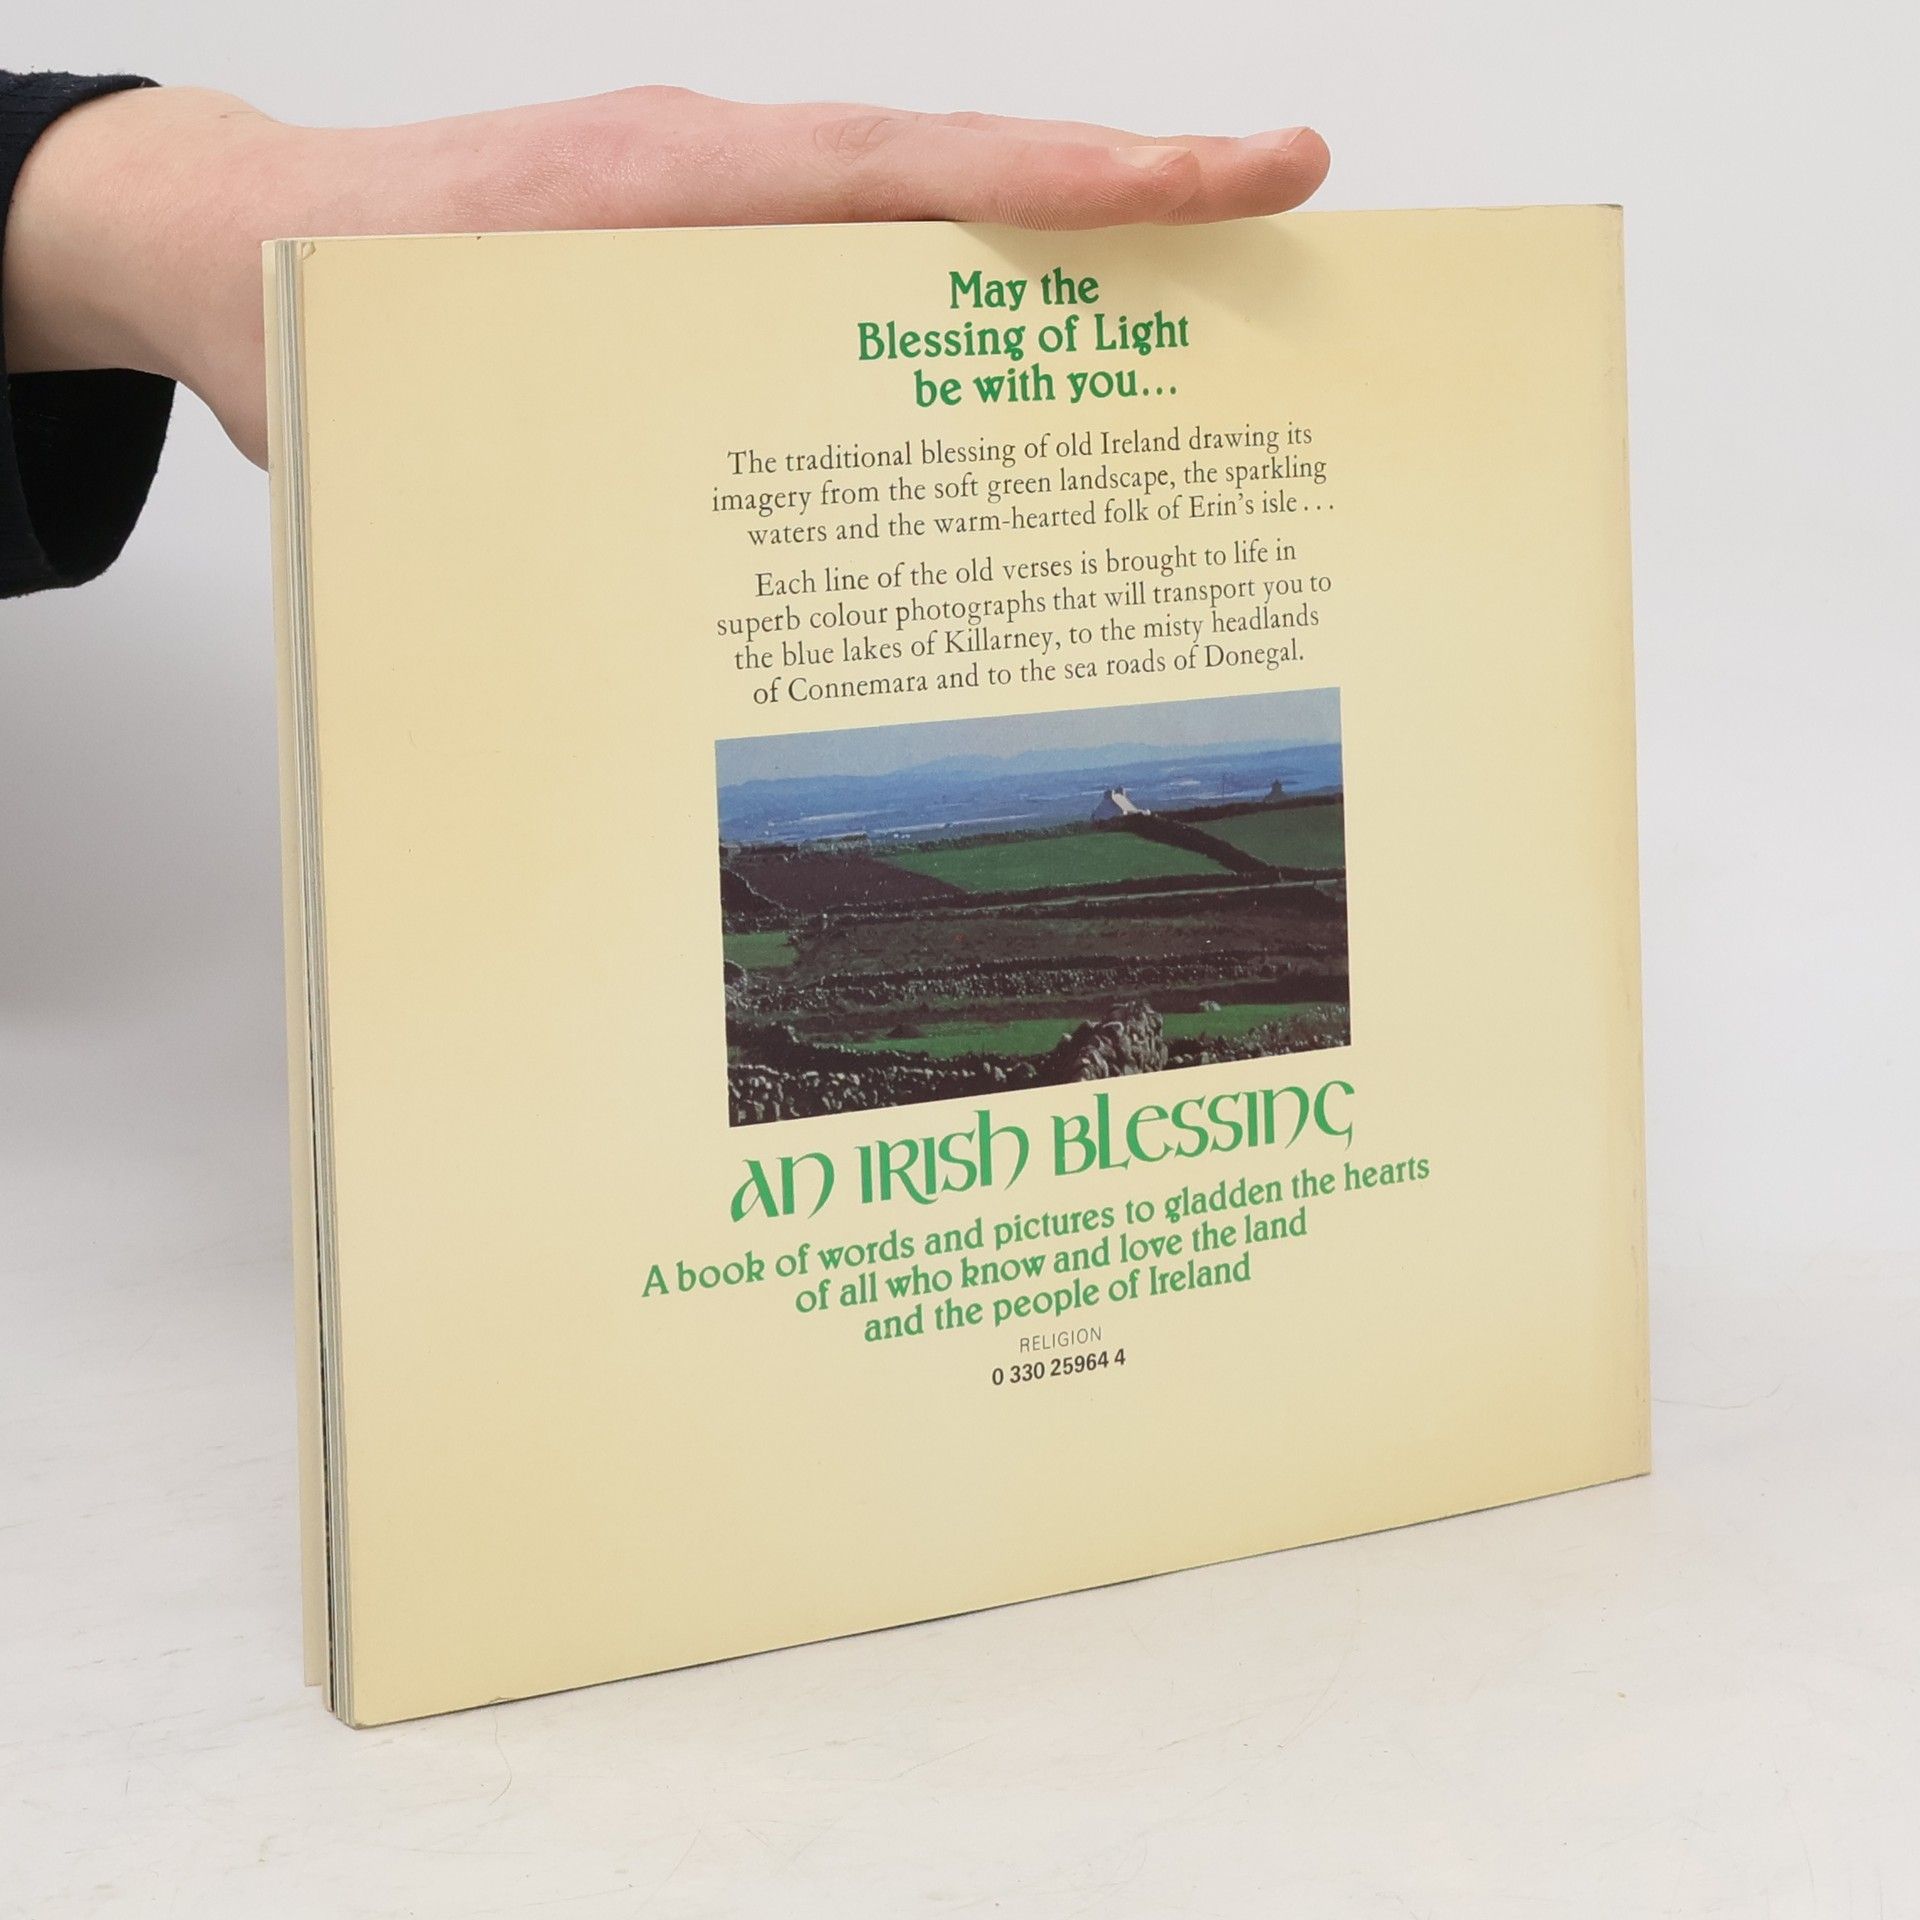 May the
Blessing of Light
be with you...
The traditional blessing of old Ireland drawing its
imagery from the soft green landscape, the sparkling
waters and the warm-hearted folk of Erin's isle...
Each line of the old verses is brought to life in
superb colour photographs that will transport you to
the blue lakes of Killarney, to the misty headlands
of Connemara and to the sea roads of Donegal.
AN IRISH BLESSING
A book of words and pictures to gladden the hearts
of all who know and love the land
and the people of Ireland
RELIGION
0 330 25964 4